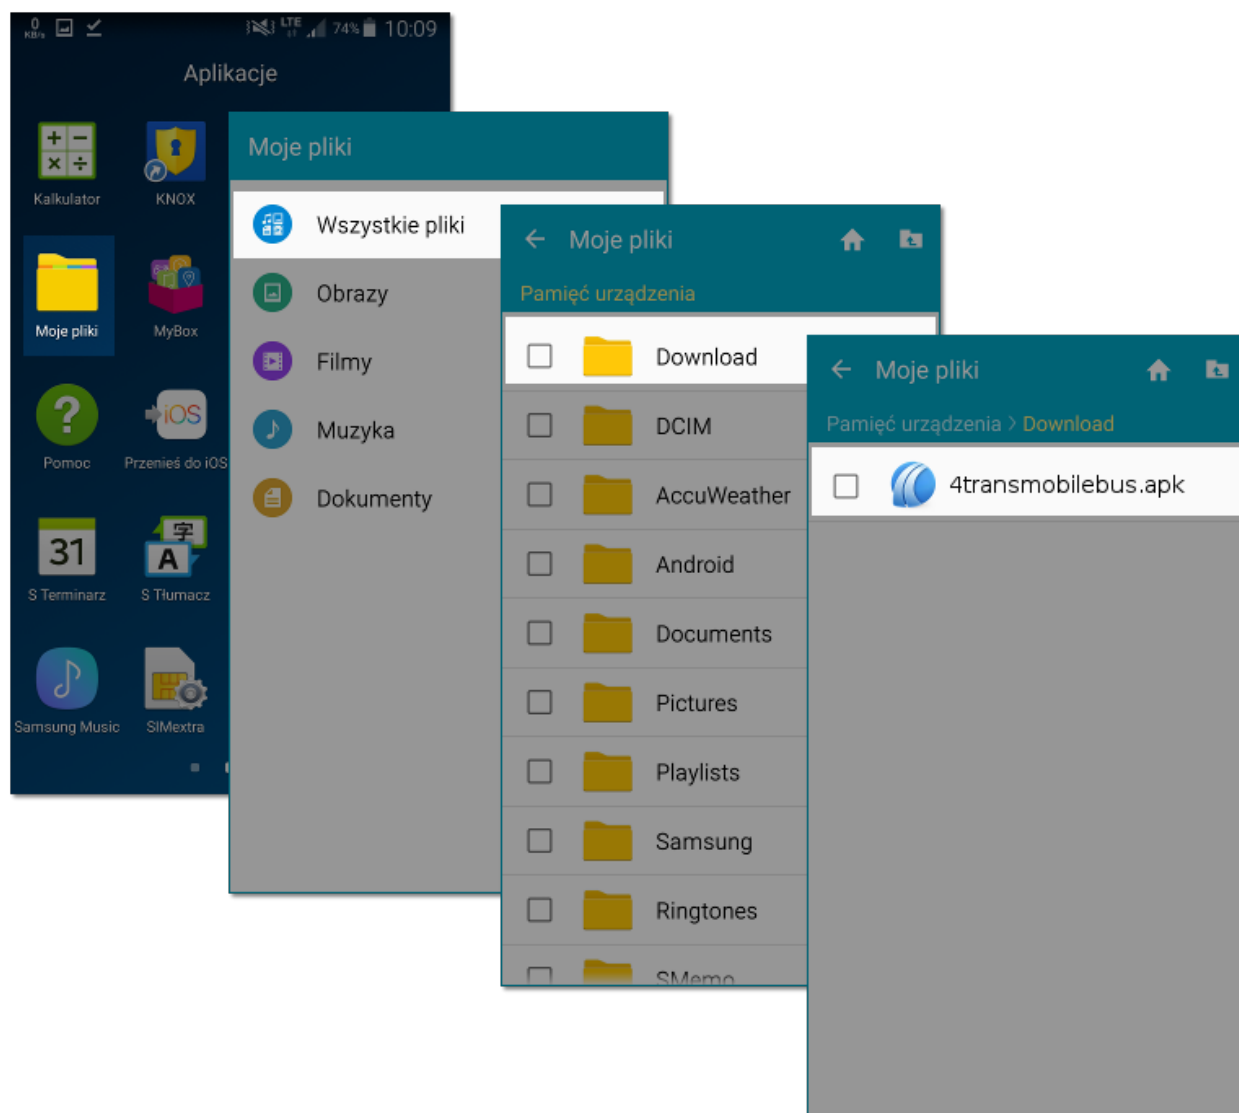 0
KB/s
LTE
74%
10:09
Aplikacje
Kalkulator
KNOX
Moje pliki
MyBox
?
iOS
Pomoc
Przenieś do iOS
31
字
A
S Terminarz
S Tłumacz
Samsung Music
SIMextra
Moje pliki
Wszystkie pliki
Obrazy
Filmy
Muzyka
Dokumenty
Moje pliki
Pamięć urządzenia
Download
DCIM
AccuWeather
Android
Documents
Pictures
Playlists
Samsung
Ringtones
SMemo
Moje pliki
Pamięć urządzenia > Download
4transmobilebus.apk